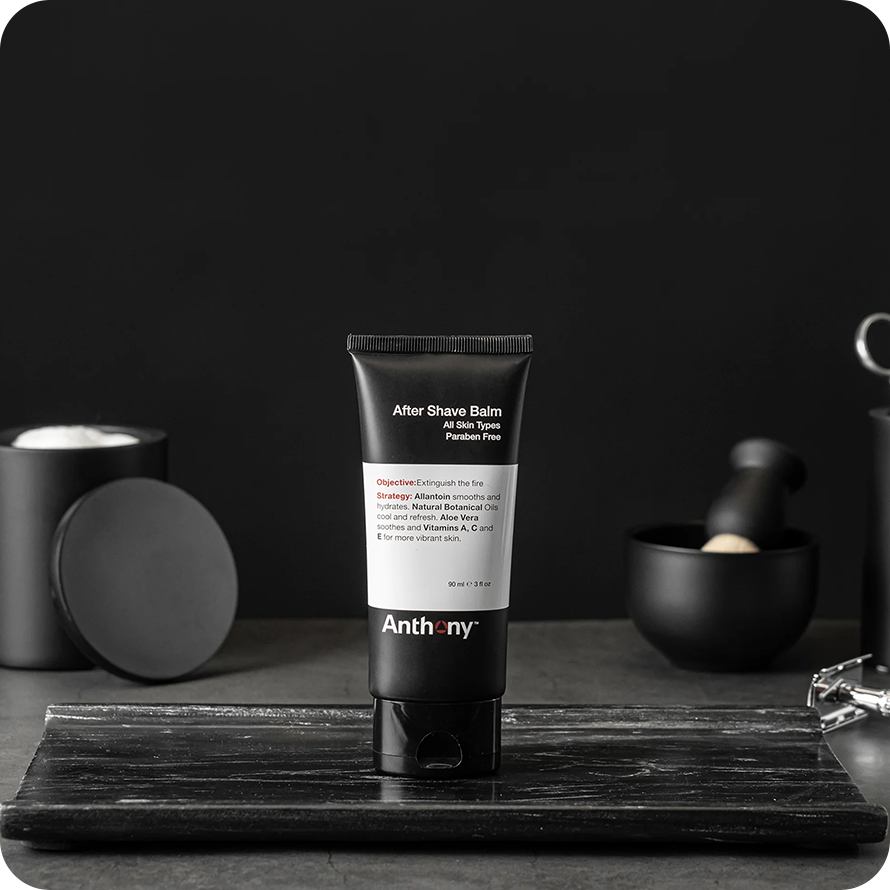 After Shave Balm
All Skin Types
Paraben Free
Objective:Extinguish the fire
Strategy: Allantoin smooths and
hydrates. Natural Botanical Oils
cool and refresh. Aloe Vera
soothes and Vitamins A, C and
E for more vibrant skin.
90 ml ℮ 3 fl oz
Anthony™